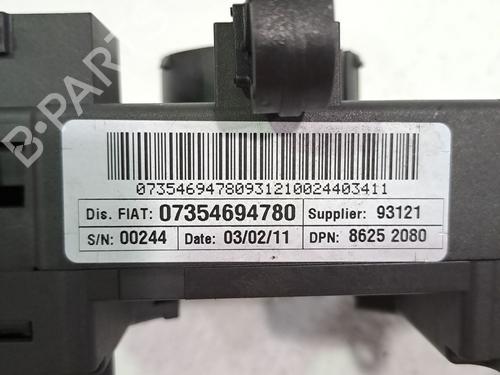 B-PARTS
07354694780931210024403411
Dis. FIAT: 07354694780 Supplier: 93121
S/N: 00244 Date: 03/02/11 DPN: 8625 2080